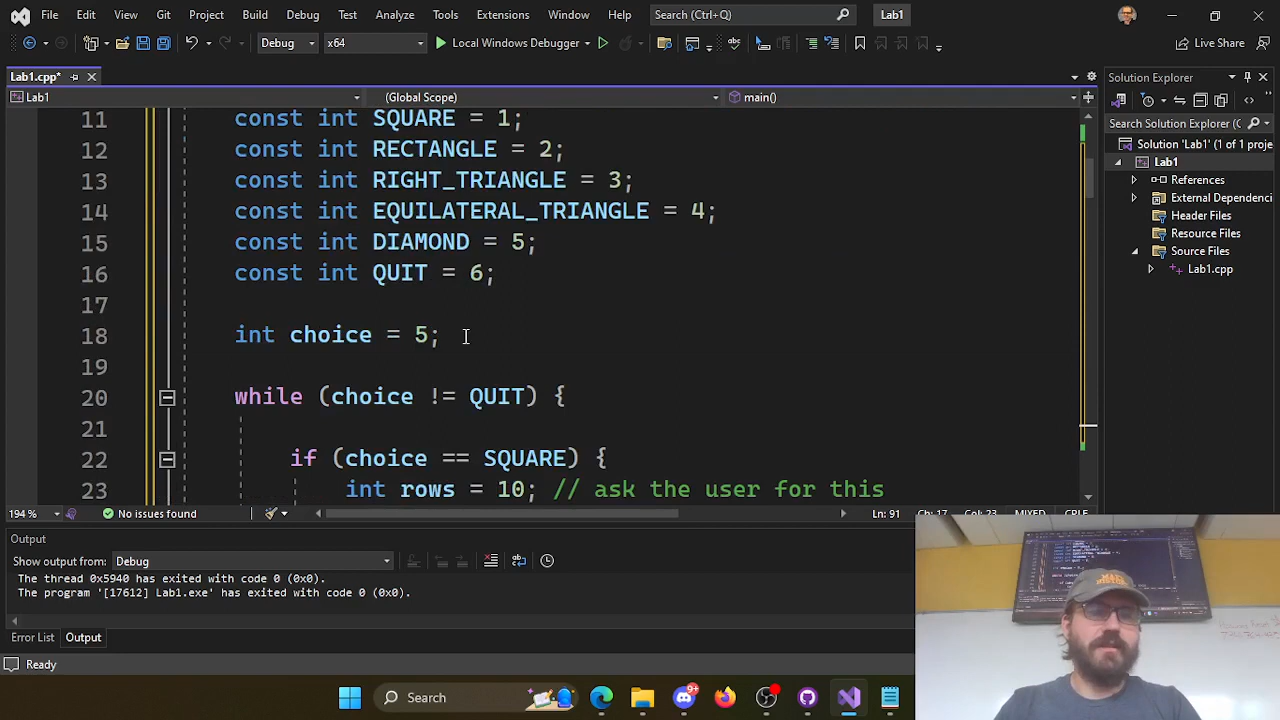 File Edit View Git Project Build Debug Test Analyze Tools Extensions Window Help Search (Ctrl+Q) Lab1
Debug x64 Local Windows Debugger Live Share
Lab1.cpp*
Lab1 (Global Scope) main()
11 const int SQUARE = 1;
12 const int RECTANGLE = 2;
13 const int RIGHT_TRIANGLE = 3;
14 const int EQUILATERAL_TRIANGLE = 4;
15 const int DIAMOND = 5;
16 const int QUIT = 6;
17
18 int choice = 5;
19
20 while (choice != QUIT) {
21
22 if (choice == SQUARE) {
23 int rows = 10; // ask the user for this
194 % No issues found Ln: 91 Ch: 17 Col: 23 MIXED CRLF
Solution Explorer
Search Solution Explorer (C
Solution 'Lab1' (1 of 1 proje
Lab1
References
External Dependenci
Header Files
Resource Files
Source Files
Lab1.cpp
Output
Show output from: Debug
The thread 0x5940 has exited with code 0 (0x0).
The program '[17612] Lab1.exe' has exited with code 0 (0x0).
Error List Output
Ready
Search